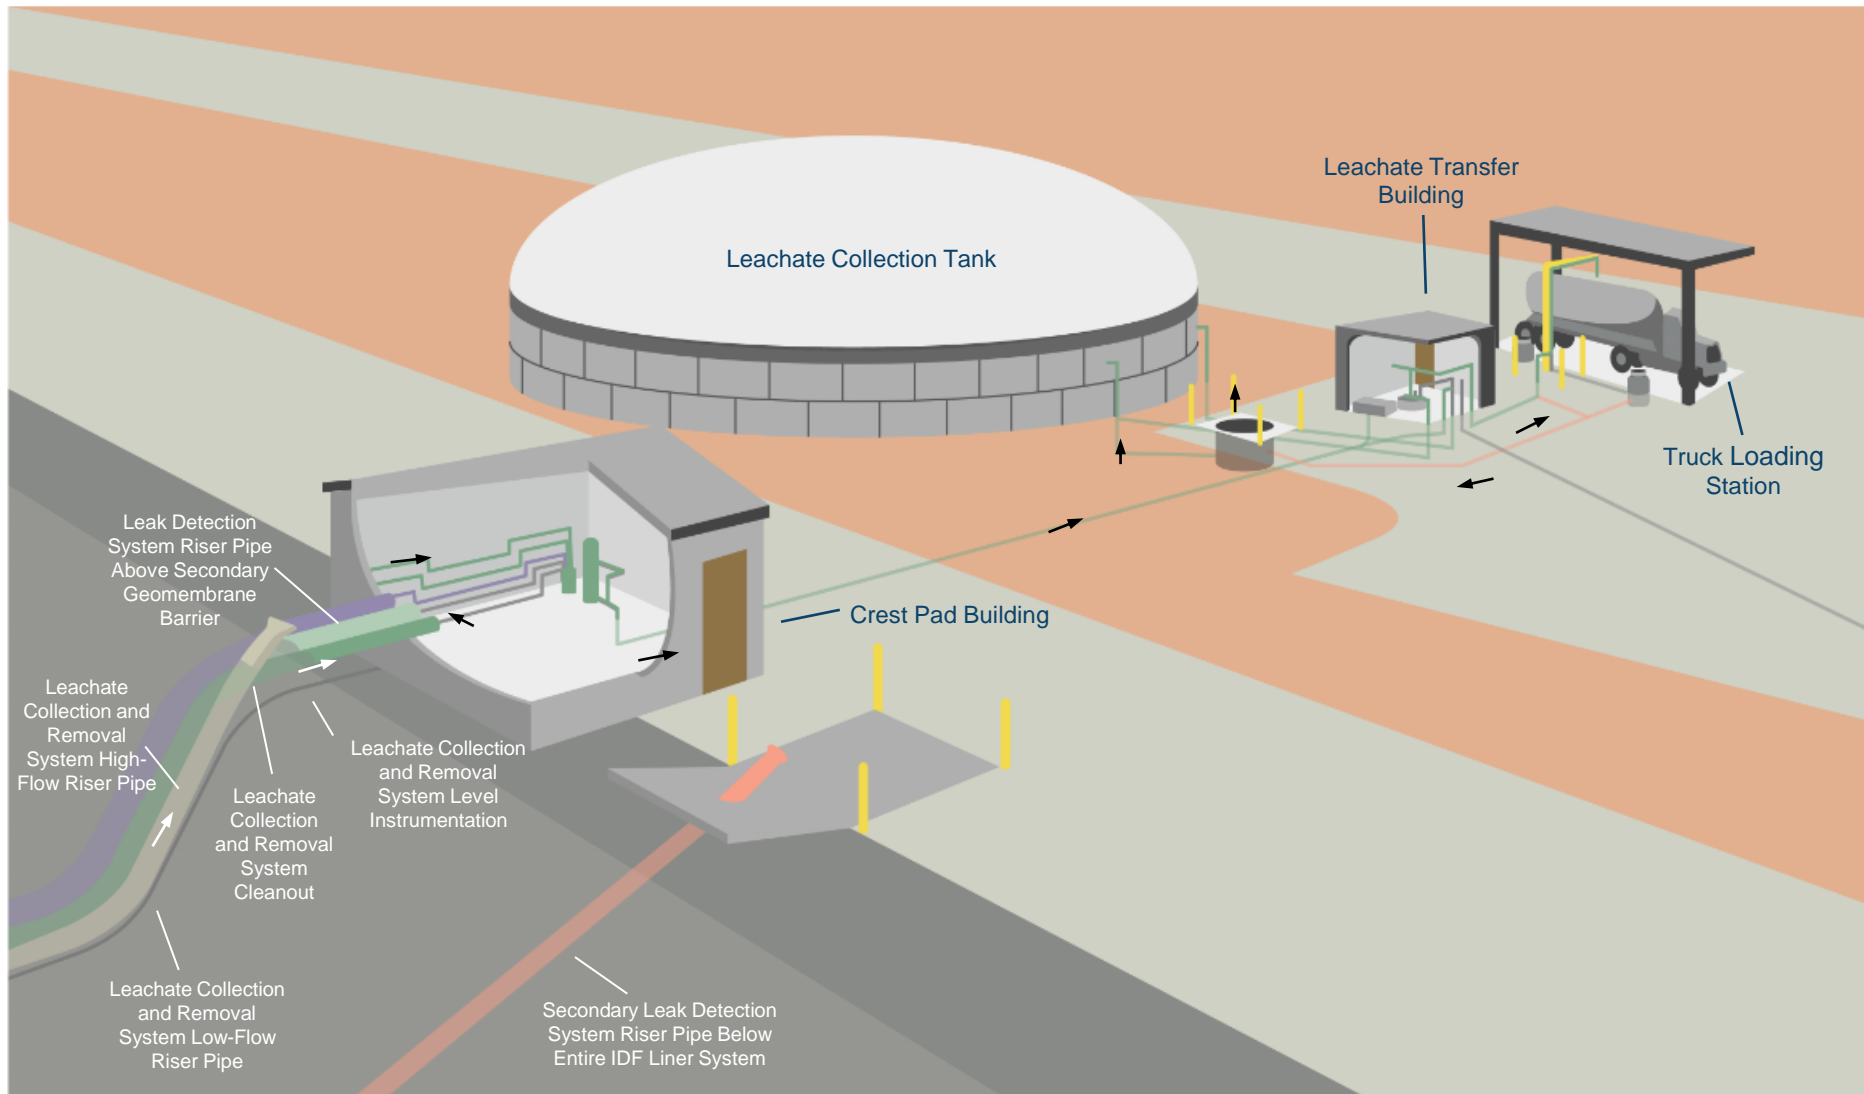 Leachate Transfer
Building
Leachate Collection Tank
Truck Loading
Station
Leak Detection
System Riser Pipe
Above Secondary
Geomembrane
Barrier
Crest Pad Building
Leachate
Collection and
Removal
System High-
Flow Riser Pipe
Leachate Collection
and Removal
System Level
Instrumentation
Leachate
Collection
and Removal
System
Cleanout
Leachate Collection
and Removal
System Low-Flow
Riser Pipe
Secondary Leak Detection
System Riser Pipe Below
Entire IDF Liner System